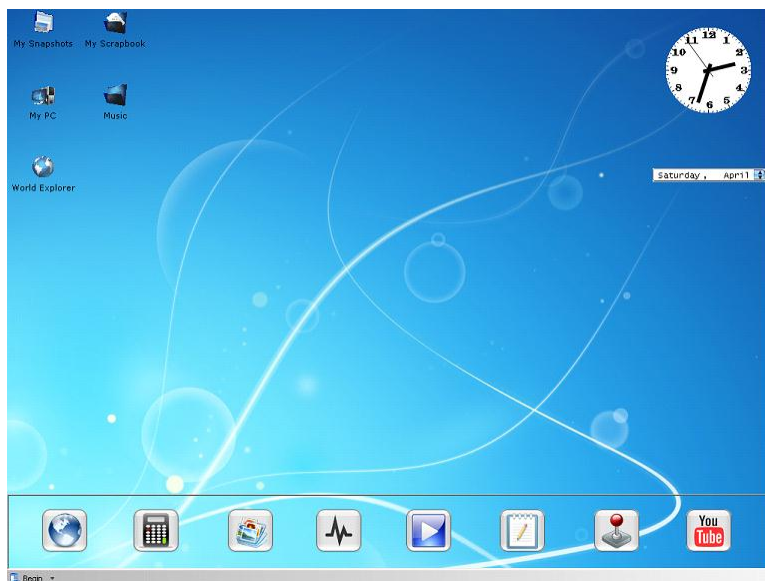 My Snapshots
My Scrapbook
11 12 1
10 2
9 3
8 4
7 6 5
My PC
Music
Saturday, April
World Explorer
You
Tube
Begin